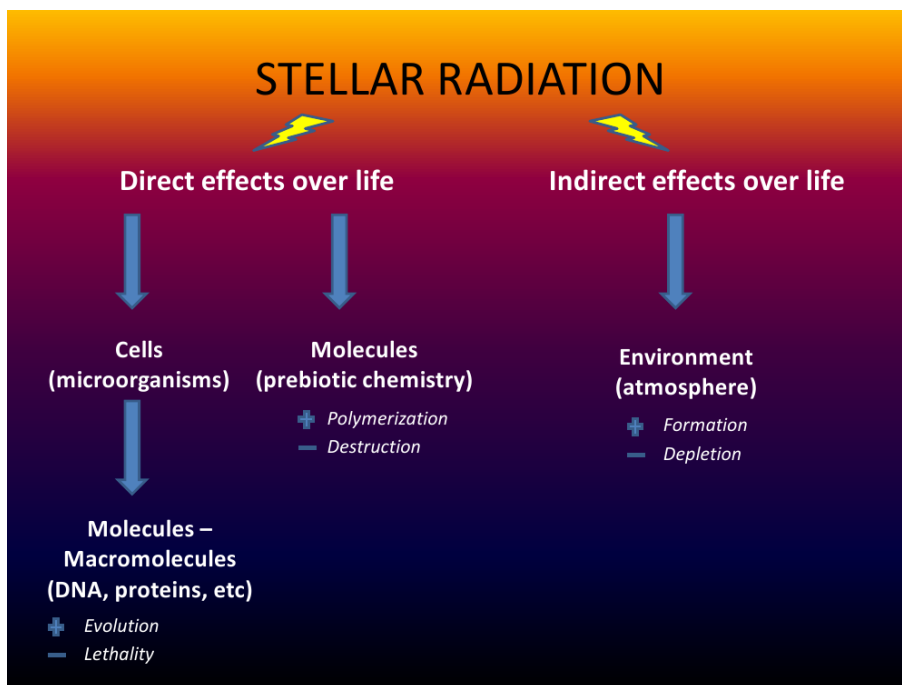 STELLAR RADIATION
Direct effects over life
Indirect effects over life
Cells
(microorganisms)
Molecules
(prebiotic chemistry)
Polymerization
Destruction
Environment
(atmosphere)
Formation
Depletion
Molecules –
Macromolecules
(DNA, proteins, etc)
Evolution
Lethality